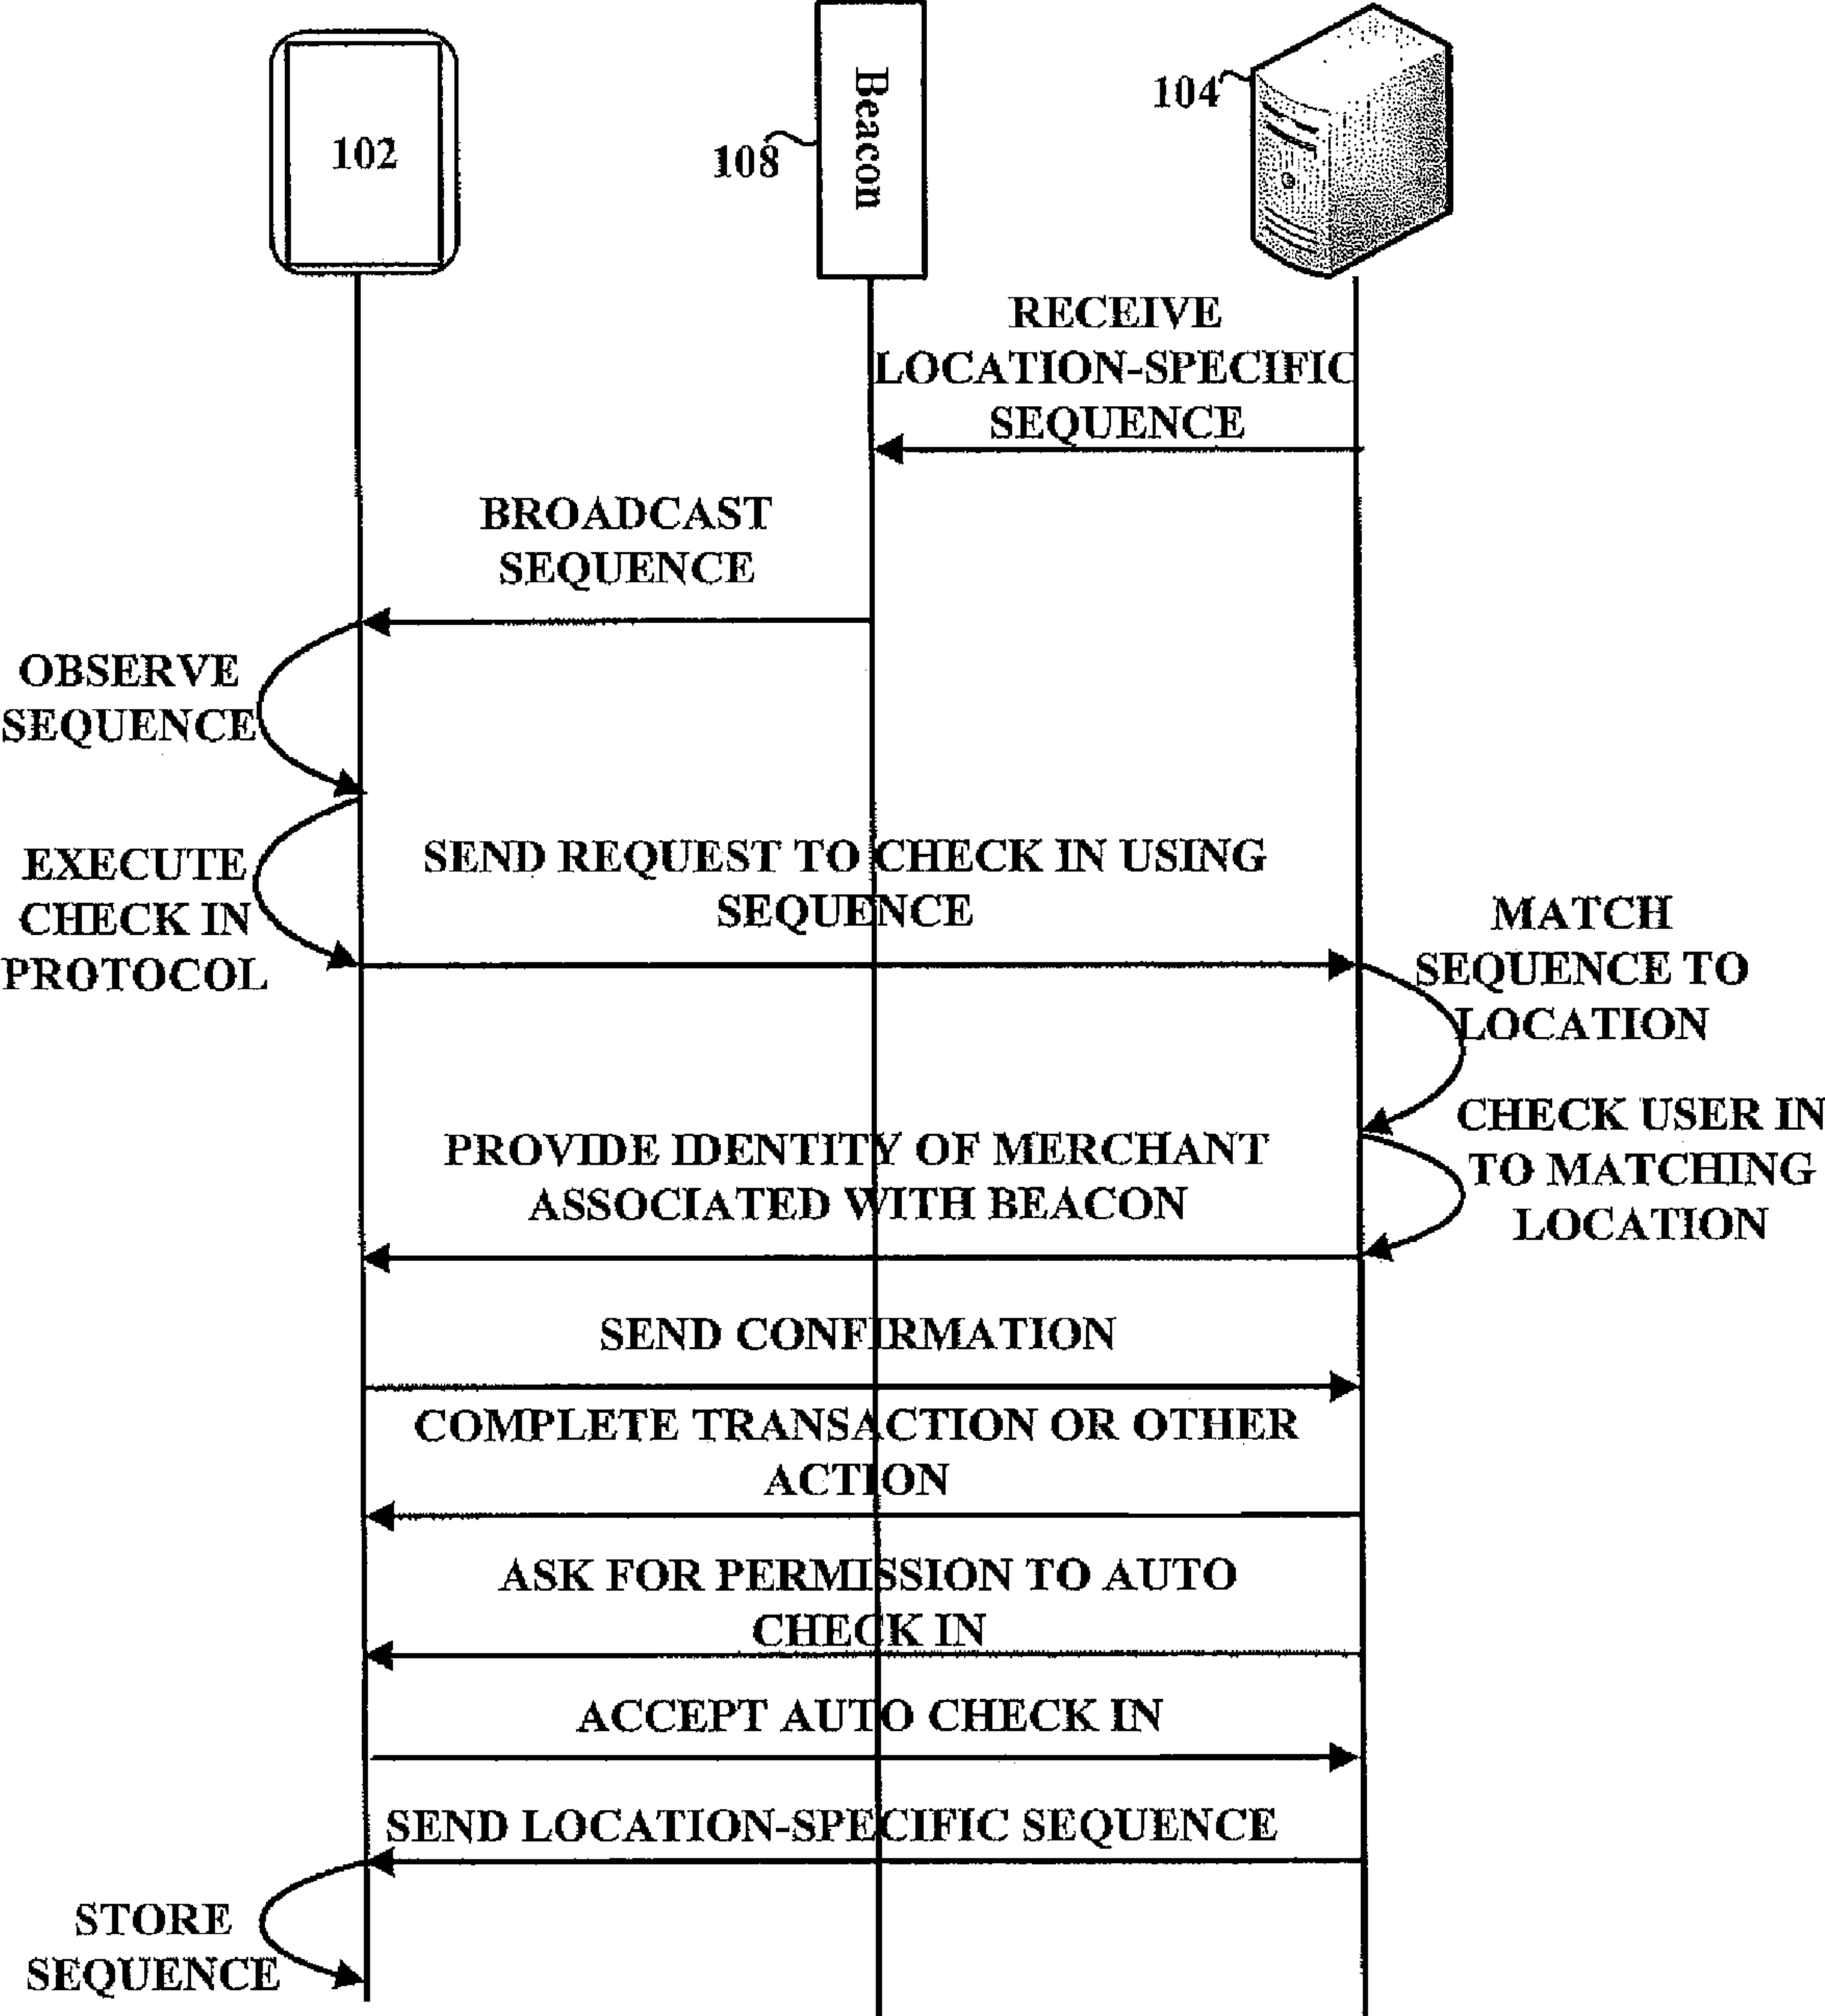 102
108
Beacon
104
RECEIVE
LOCATION-SPECIFIC
SEQUENCE
BROADCAST
SEQUENCE
OBSERVE
SEQUENCE
EXECUTE
CHECK IN
PROTOCOL
SEND REQUEST TO CHECK IN USING
SEQUENCE
MATCH
SEQUENCE TO
LOCATION
CHECK USER IN
TO MATCHING
LOCATION
PROVIDE IDENTITY OF MERCHANT
ASSOCIATED WITH BEACON
SEND CONFIRMATION
COMPLETE TRANSACTION OR OTHER
ACTION
ASK FOR PERMISSION TO AUTO
CHECK IN
ACCEPT AUTO CHECK IN
SEND LOCATION-SPECIFIC SEQUENCE
STORE
SEQUENCE